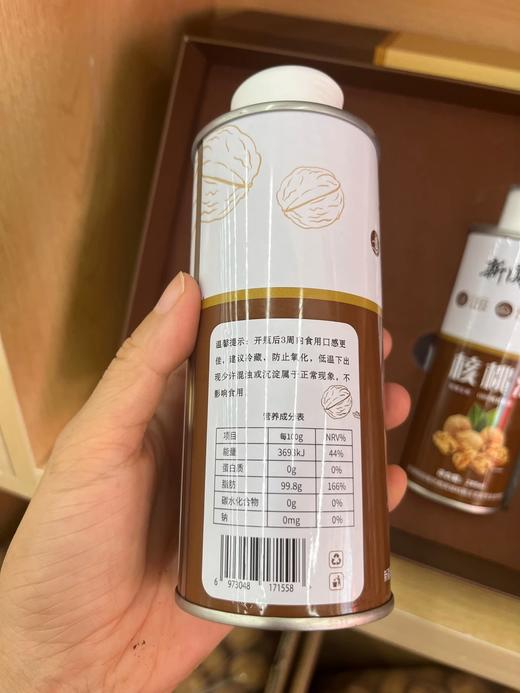 温馨提示：开瓶后3周内食用口感更
佳，建议冷藏，防止氧化，低温下出
现少许混浊或沉淀属于正常现象，不
影响食用。
营养成分表
项目 每100g NRV%
能量 3693kJ 44%
蛋白质 0g 0%
脂肪 99.8g 166%
碳水化合物 0g 0%
钠 0mg 0%
6 973048 171558 >
新
核桃